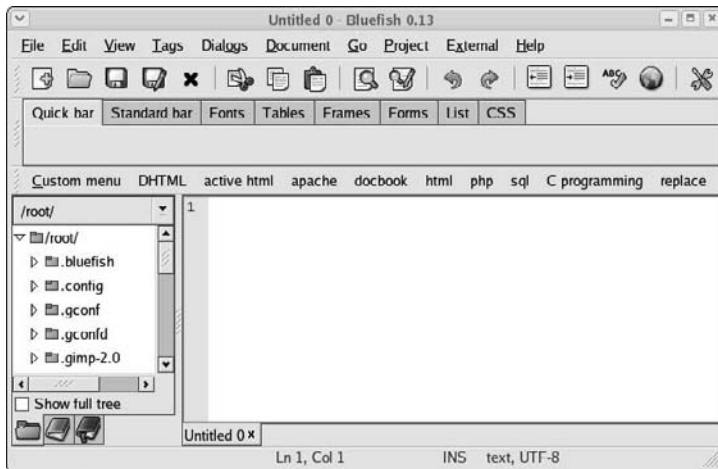 Untitled 0 - Bluefish 0.13
File Edit View Tags Dialogs Document Go Project External Help
ABC
Quick bar Standard bar Fonts Tables Frames Forms List CSS
Custom menu DHTML active html apache docbook html php sql C programming replace
/root/
1
/root/
.bluefish
.config
.gconf
.gconfd
.gimp-2.0
Show full tree
Untitled 0
Ln 1, Col 1 INS text, UTF-8